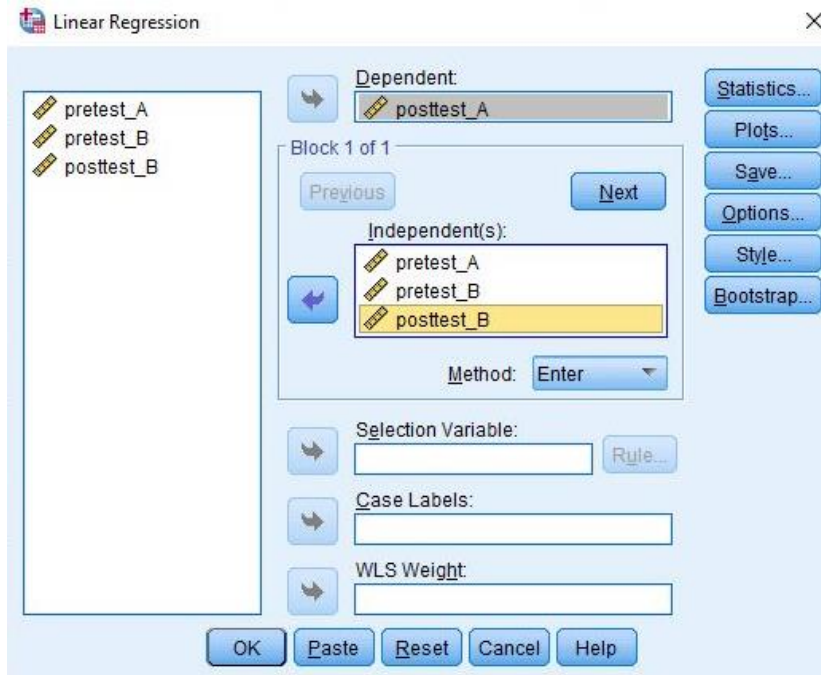 Linear Regression
pretest_A
pretest_B
posttest_B
Dependent:
posttest_A
Block 1 of 1
Previous
Next
Independent(s):
pretest_A
pretest_B
posttest_B
Method: Enter
Selection Variable:
Rule...
Case Labels:
WLS Weight:
Statistics...
Plots...
Save...
Options...
Style...
Bootstrap...
OK Paste Reset Cancel Help